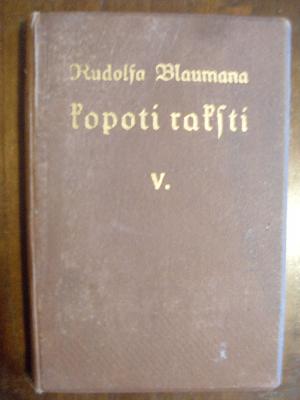 Rudolfa Blaumana
kopoti rakſti
V.